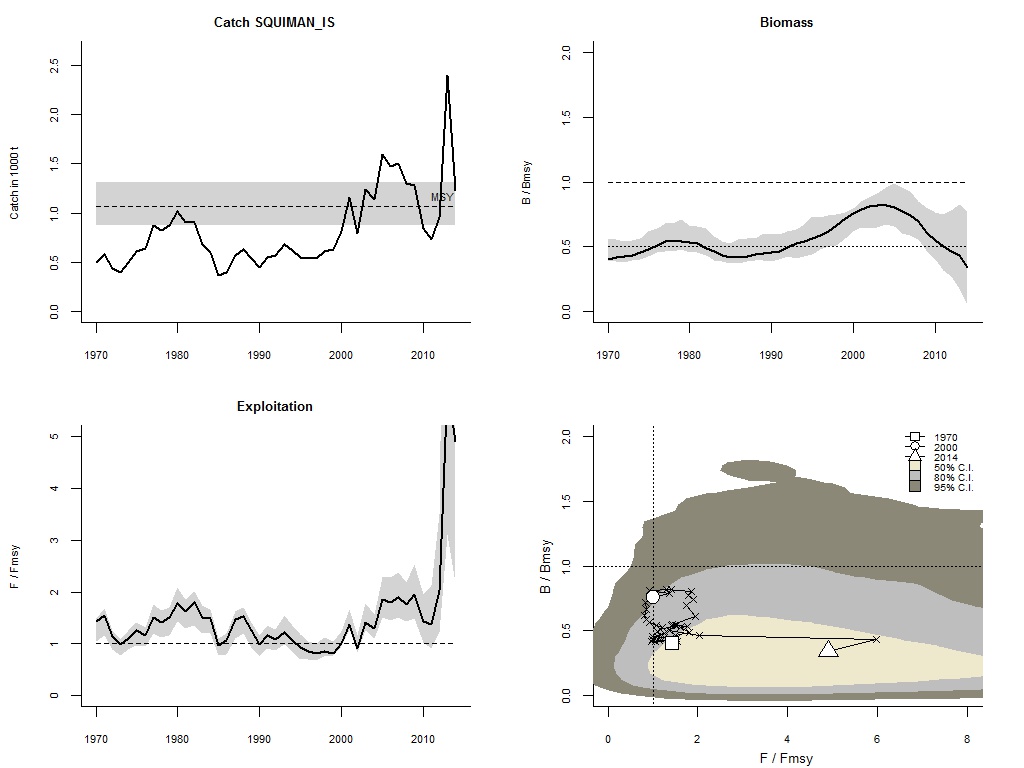 Catch SQUIMAN_IS
Catch in 1000 t
0.0 0.5 1.0 1.5 2.0 2.5
MSY
1970 1980 1990 2000 2010
Biomass
B / Bmsy
0.0 0.5 1.0 1.5 2.0
1970 1980 1990 2000 2010
Exploitation
F / Fmsy
0 1 2 3 4 5
1970 1980 1990 2000 2010
B / Bmsy
0.0 0.5 1.0 1.5 2.0
1970
2000
2014
50% C.I.
80% C.I.
95% C.I.
0 2 4 6 8
F / Fmsy